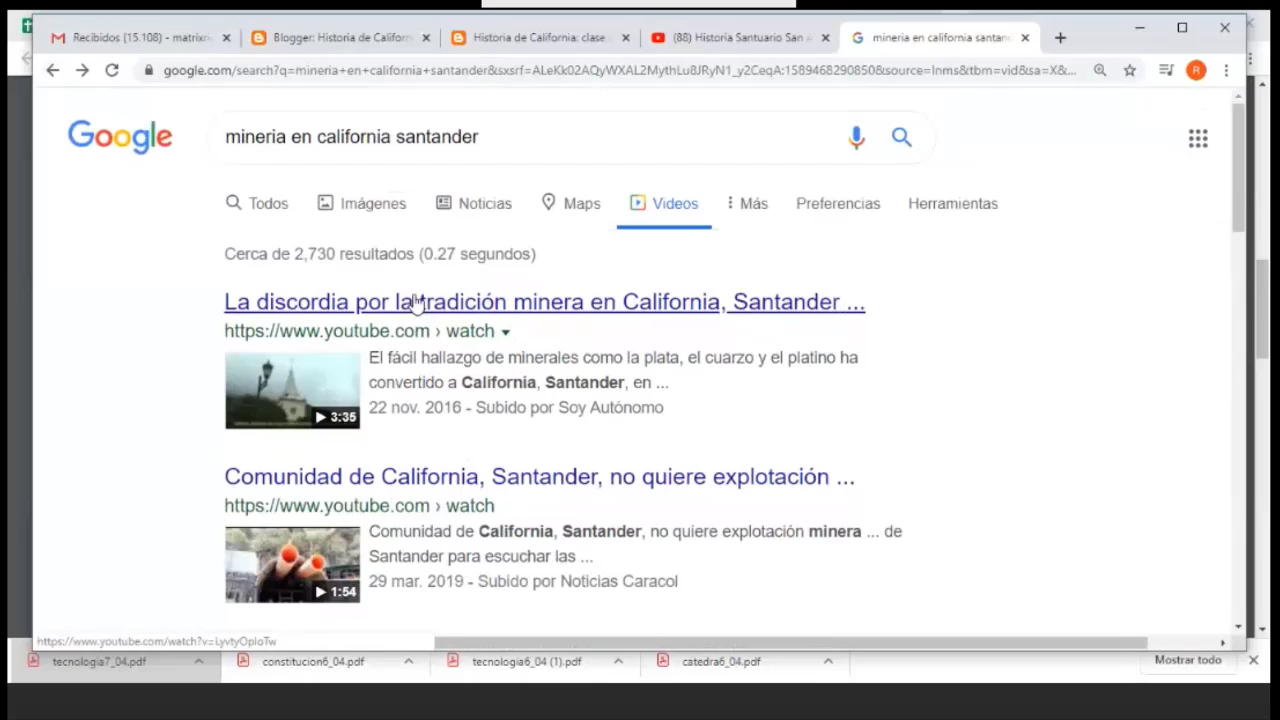 Recibidos (15.108) - matrixn
Blogger: Historia de Californ
Historia de California: clase
(88) Historia Santuario San A
mineria en california santan
google.com/search?q=mineria+en+california+santander&sxsrf=ALeKk02AQyWXAL2MythLu8JRyN1_y2CeqA:1589468290850&source=lnms&tbm=vid&sa=X&...
Google
mineria en california santander
Todos
Imágenes
Noticias
Maps
Videos
Más
Preferencias
Herramientas
Cerca de 2,730 resultados (0.27 segundos)
La discordia por la tradición minera en California, Santander ...
https://www.youtube.com › watch
El fácil hallazgo de minerales como la plata, el cuarzo y el platino ha
convertido a California, Santander, en ...
3:35
22 nov. 2016 - Subido por Soy Autónomo
Comunidad de California, Santander, no quiere explotación ...
https://www.youtube.com › watch
Comunidad de California, Santander, no quiere explotación minera ... de
Santander para escuchar las ...
1:54
29 mar. 2019 - Subido por Noticias Caracol
https://www.youtube.com/watch?v=LyvtyOpIoTw
tecnologia7_04.pdf
constitucion6_04.pdf
tecnologia6_04 (1).pdf
catedra6_04.pdf
Mostrar todo